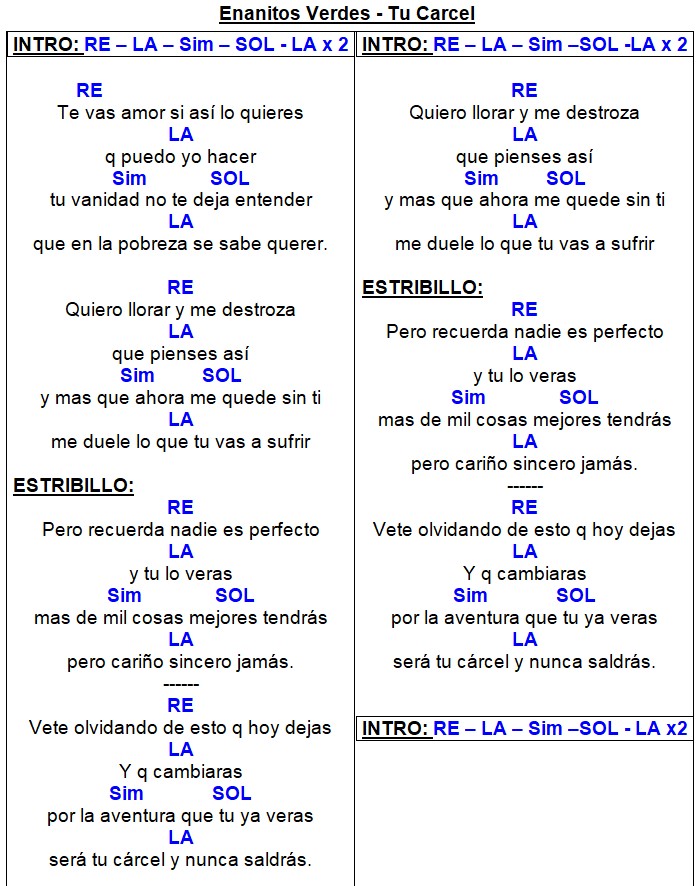 Enanitos Verdes - Tu Carcel
INTRO: RE – LA – Sim – SOL - LA x 2
RE
Te vas amor si así lo quieres
LA
q puedo yo hacer
Sim SOL
tu vanidad no te deja entender
LA
que en la pobreza se sabe querer.
RE
Quiero llorar y me destroza
LA
que pienses así
Sim SOL
y mas que ahora me quede sin ti
LA
me duele lo que tu vas a sufrir
ESTRIBILLO:
RE
Pero recuerda nadie es perfecto
LA
y tu lo veras
Sim SOL
mas de mil cosas mejores tendrás
LA
pero cariño sincero jamás.
------
RE
Vete olvidando de esto q hoy dejas
LA
Y q cambiaras
Sim SOL
por la aventura que tu ya veras
LA
será tu cárcel y nunca saldrás.
INTRO: RE – LA – Sim –SOL -LA x 2
RE
Quiero llorar y me destroza
LA
que pienses así
Sim SOL
y mas que ahora me quede sin ti
LA
me duele lo que tu vas a sufrir
ESTRIBILLO:
RE
Pero recuerda nadie es perfecto
LA
y tu lo veras
Sim SOL
mas de mil cosas mejores tendrás
LA
pero cariño sincero jamás.
------
RE
Vete olvidando de esto q hoy dejas
LA
Y q cambiaras
Sim SOL
por la aventura que tu ya veras
LA
será tu cárcel y nunca saldrás.
INTRO: RE – LA – Sim –SOL - LA x2